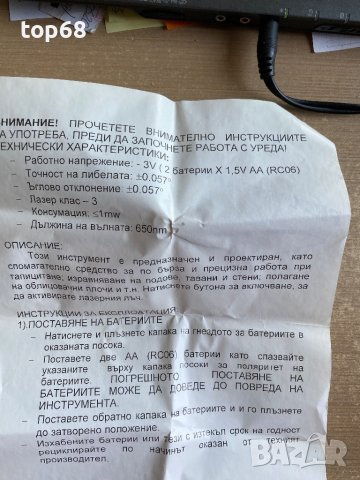 top68
ВНИМАНИЕ! ПРОЧЕТЕТЕ ВНИМАТЕЛНО ИНСТРУКЦИИТЕ
ЗА УПОТРЕБА, ПРЕДИ ДА ЗАПОЧНЕТЕ РАБОТА С УРЕДА!
ТЕХНИЧЕСКИ ХАРАКТЕРИСТИКИ:
– Работно напрежение: - 3V ( 2 батерии X 1,5V AA (RC06)
– Точност на либелата: ±0.057°
– Ъглово отклонение: ±0.057°
– Лазер клас – 3
– Консумация: ≤1mw
– Дължина на вълната: 650nm
ОПИСАНИЕ:
Този инструмент е предназначен и проектиран, като
спомагателно средство за по бърза и прецизна работа при
тапициране; изравняване на подове, тавани и стени; полагане
на облицовачни плочи и т.н. Натиснете бутона за включване, за
да активирате лазерния лъч.
ИНСТРУКЦИИ ЗА ЕКСПЛОАТАЦИЯ
1).ПОСТАВЯНЕ НА БАТЕРИИТЕ
– Натиснете и плъзнете капака на гнездото за батериите в
оказаната посока.
– Поставете две AA (RC06) батерии като спазвайте
указаните върху капака посоки за поляритет на
батериите. ПОГРЕШНОТО ПОСТАВЯНЕ НА
БАТЕРИИТЕ МОЖЕ ДА ДОВЕДЕ ДО ПОВРЕДА НА
ИНСТРУМЕНТА.
– Поставете обратно капака на батериите и и го плъзнете
до затворено положение.
– Изхабените батерии или тези с изтекъл срок на годност
рециклирайте по начинът оказан от техният
производител.
BAZAR